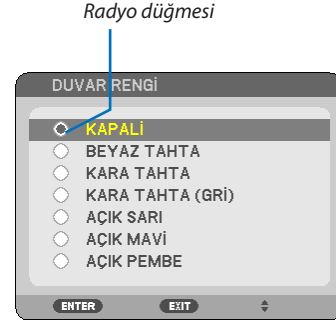 Radyo düğmesi
DUVAR RENGİ
KAPALI
BEYAZ TAHTA
KARA TAHTA
KARA TAHTA (GRİ)
AÇIK SARI
AÇIK MAVİ
AÇIK PEMBE
ENTER EXIT